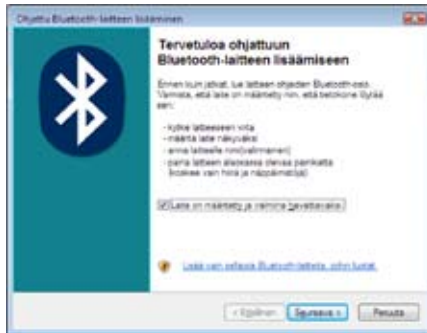 Ohjattu Bluetooth-laitteen lisääminen
Tervetuloa ohjattuun
Bluetooth-laitteen lisäämiseen
Ennen kuin jatkat, lue laitteen ohjeiden Bluetooth-osio.
Varmista, että laite on määritetty niin, että tietokone löytää
sen:
- kytke laitteeseen virta
- määritä laite näkyväksi
- anna laitteelle nimi (valinnainen)
- paina laitteen alaosassa olevaa painiketta
(koskee vain hiiriä ja näppäimistöjä)
Laite on määritetty ja valmiina havaittavaksi
Lisää vain sellaisia Bluetooth-laitteita, joihin luotat.
< Edellinen Seuraava > Peruuta